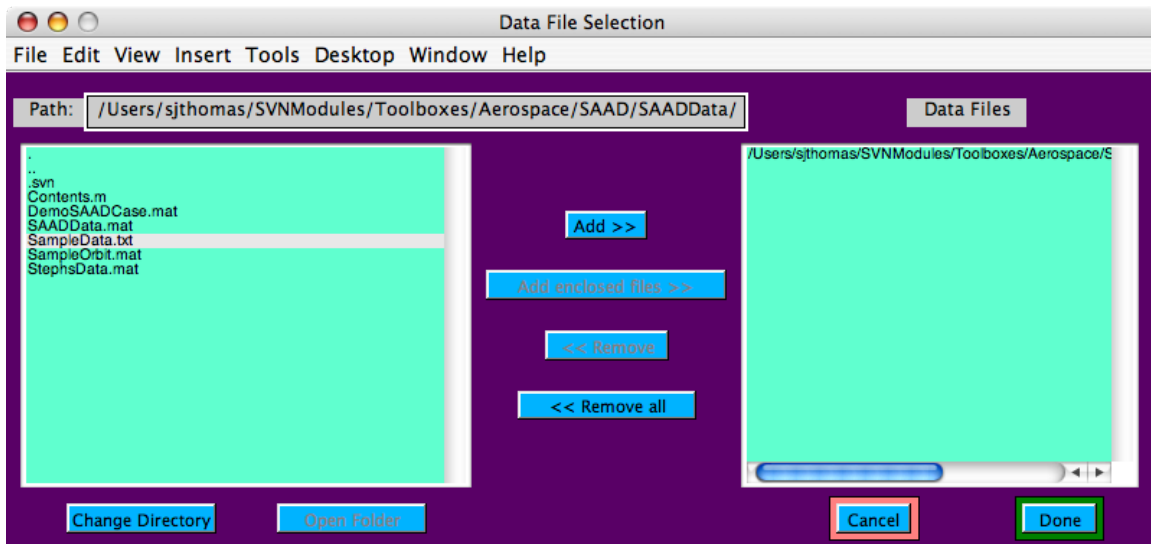 Data File Selection
File Edit View Insert Tools Desktop Window Help
Path: /Users/sjthomas/SVNModules/Toolboxes/Aerospace/SAAD/SAADData/
Data Files
.
..
.svn
Contents.m
DemoSAADCase.mat
SAADData.mat
SampleData.txt
SampleOrbit.mat
StephsData.mat
Add >>
Add enclosed files >>
<< Remove
<< Remove all
/Users/sjthomas/SVNModules/Toolboxes/Aerospace/S
Change Directory
Open Folder
Cancel
Done